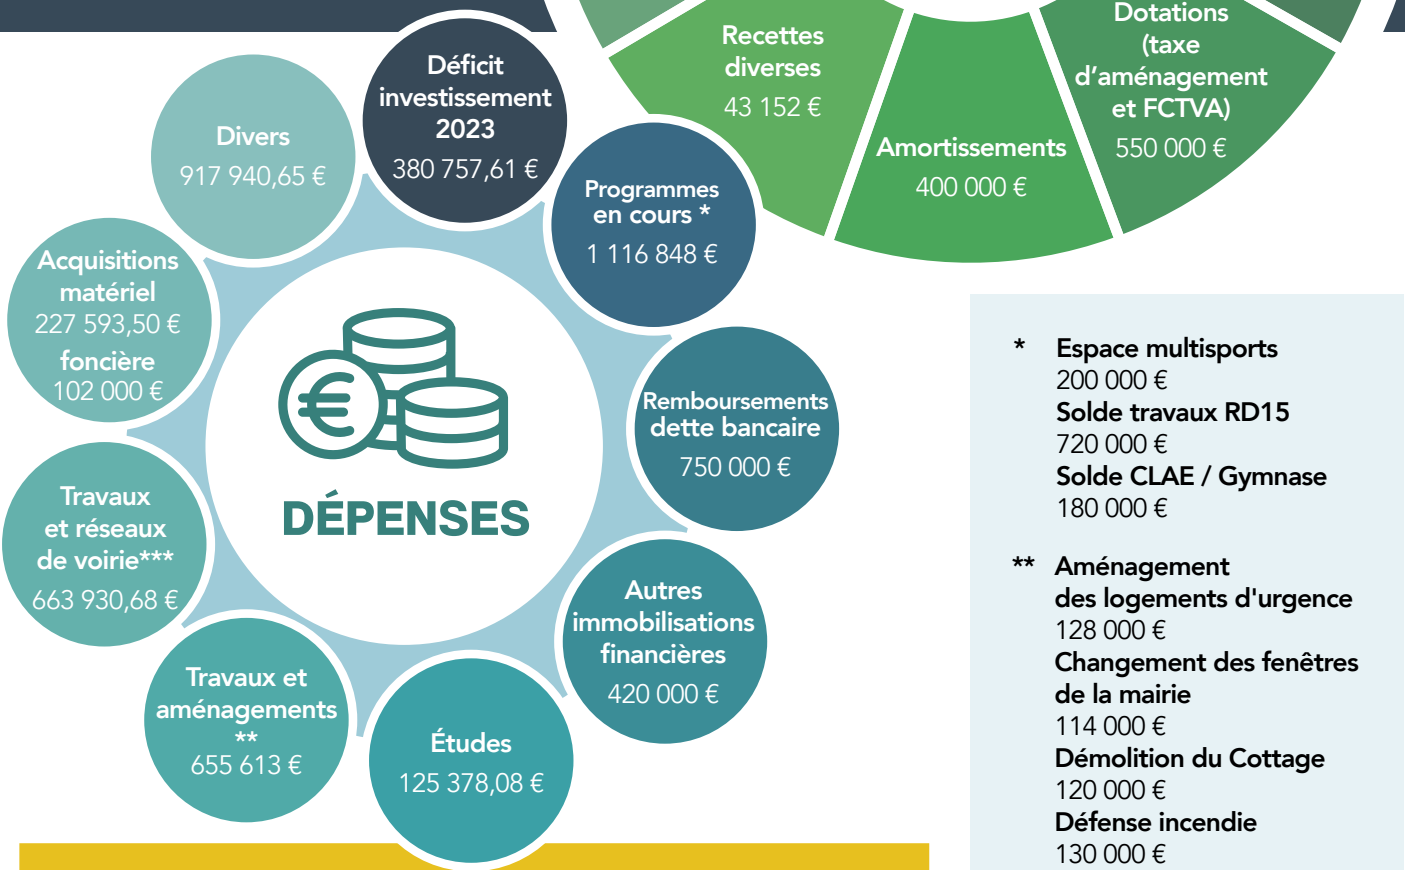 Recettes
diverses
43 152 €
Amortissements
400 000 €
Dotations
(taxe
d’aménagement
et FCTVA)
550 000 €
Déficit
investissement
2023
380 757,61 €
Programmes
en cours *
1 116 848 €
Remboursements
dette bancaire
750 000 €
Autres
immobilisations
financières
420 000 €
Études
125 378,08 €
Travaux et
aménagements
**
655 613 €
Travaux
et réseaux
de voirie***
663 930,68 €
Acquisitions
matériel
227 593,50 €
foncière
102 000 €
Divers
917 940,65 €
DÉPENSES
* Espace multisports
200 000 €
Solde travaux RD15
720 000 €
Solde CLAE / Gymnase
180 000 €
** Aménagement
des logements d'urgence
128 000 €
Changement des fenêtres
de la mairie
114 000 €
Démolition du Cottage
120 000 €
Défense incendie
130 000 €